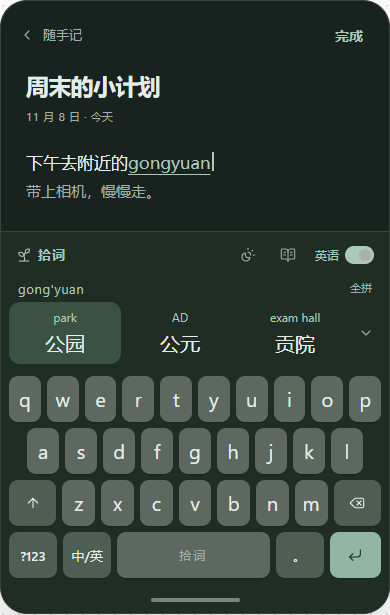 随手记
完成
周末的小计划
11 月 8 日 · 今天
下午去附近的gongyuan
带上相机，慢慢走。
拾词
英语
gong'yuan
全拼
park
AD
exam hall
公园
公元
贡院
q w e r t y u i o p
a s d f g h j k l
z x c v b n m
?123
中/英
拾词
。